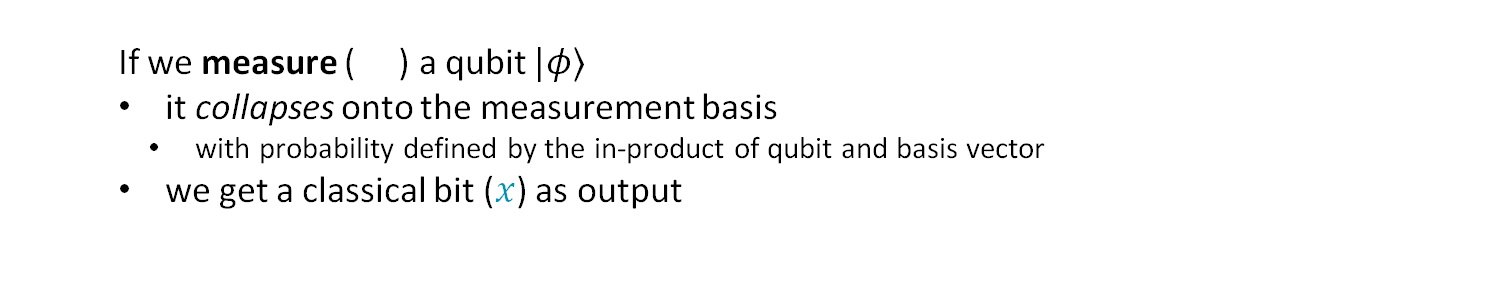 If we measure ( ) a qubit |ϕ⟩
• it collapses onto the measurement basis
• with probability defined by the in-product of qubit and basis vector
• we get a classical bit (x) as output